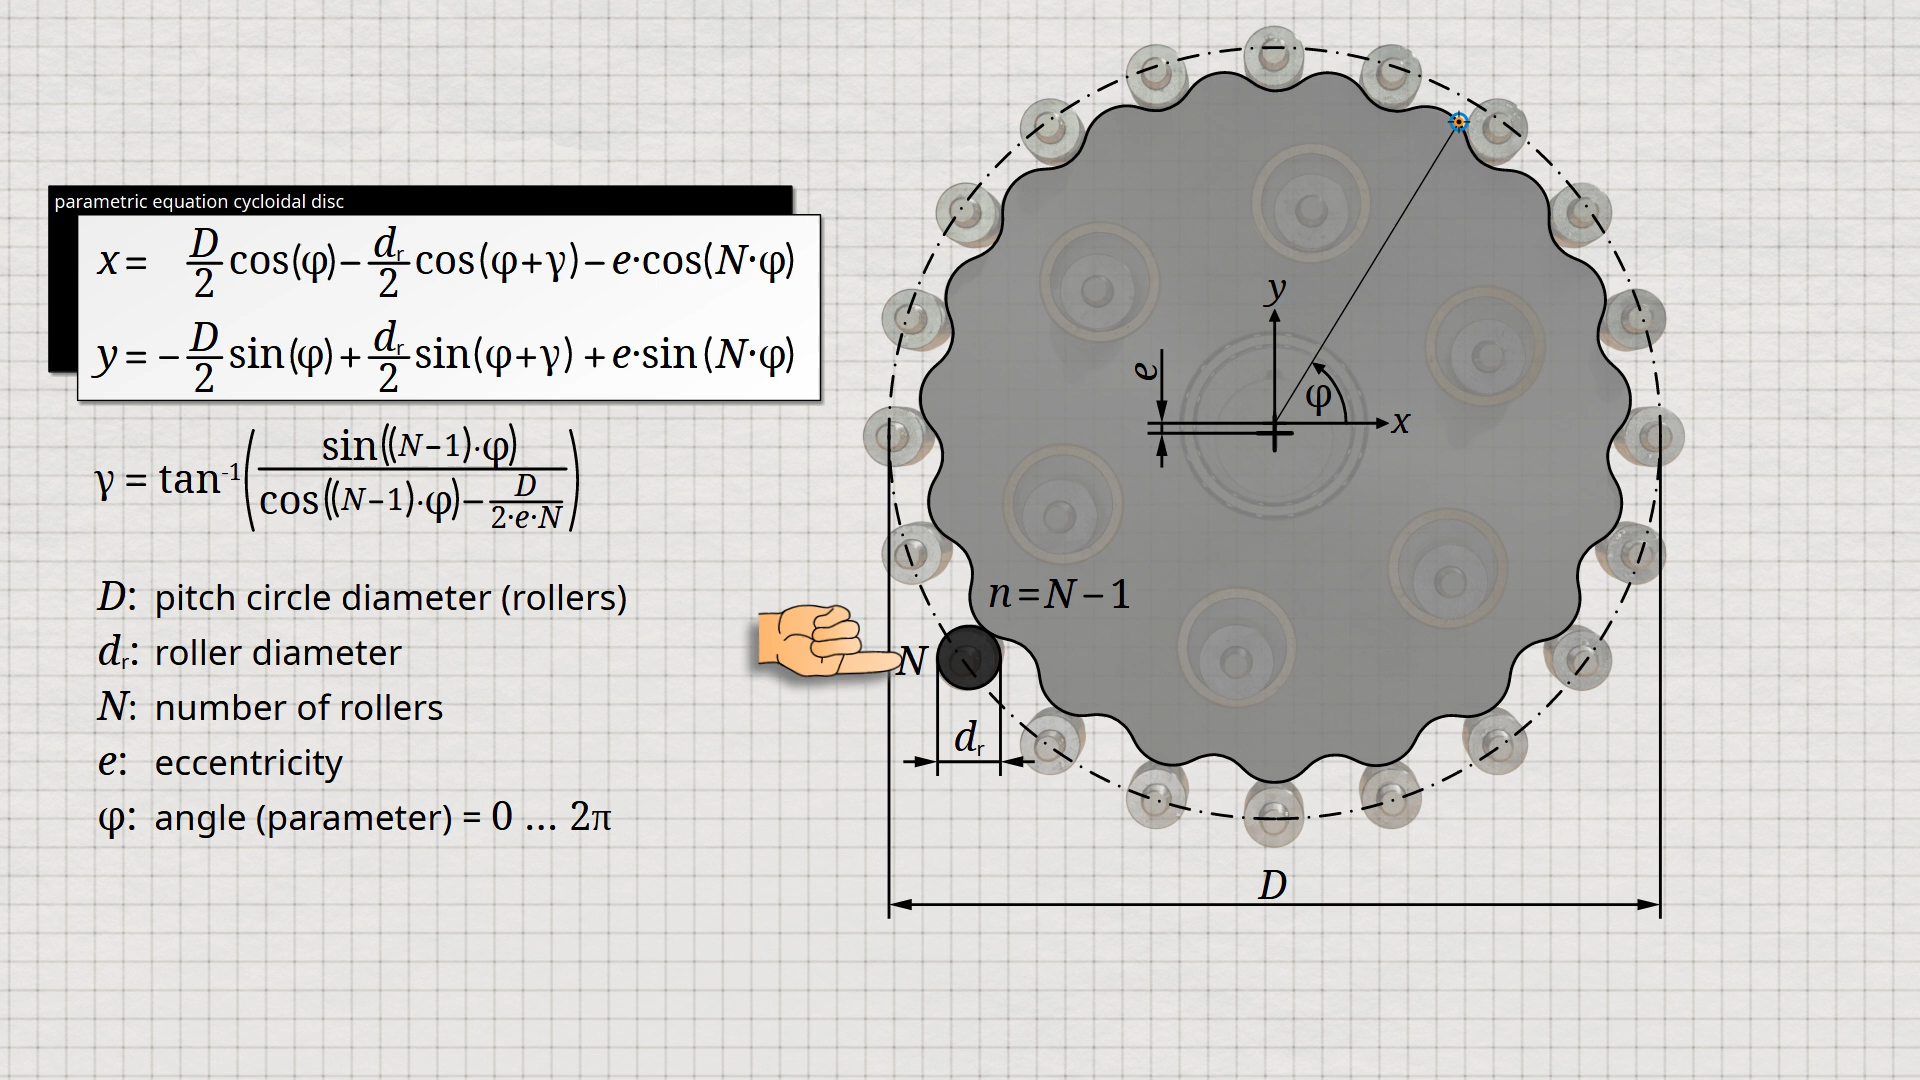 parametric equation cycloidal disc
x = D/2 cos(φ) − dr/2 cos(φ+γ) − e·cos(N·φ)
y = − D/2 sin(φ) + dr/2 sin(φ+γ) + e·sin(N·φ)
γ = tan⁻¹( sin((N−1)·φ) / ( cos((N−1)·φ) − D/(2·e·N) ) )
D: pitch circle diameter (rollers)
dr: roller diameter
N: number of rollers
e: eccentricity
φ: angle (parameter) = 0 ... 2π
y
e
φ
x
n=N−1
N
dr
D